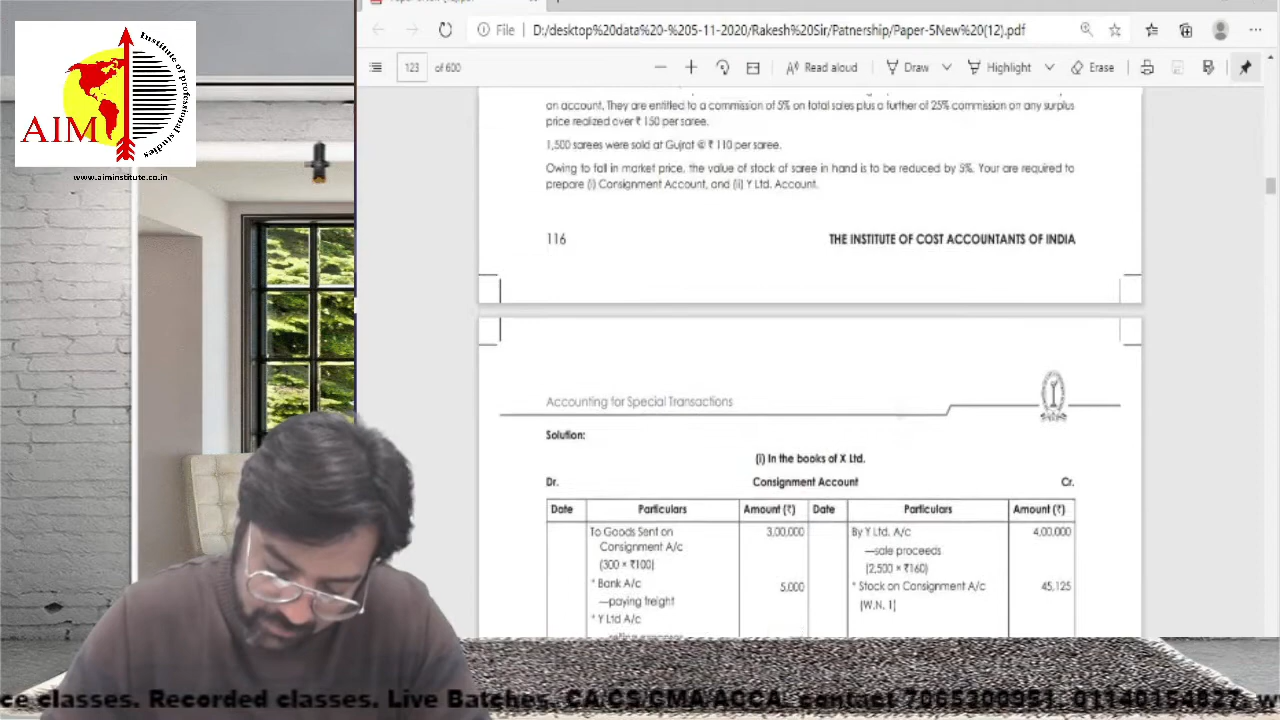 Institute of professional
studies
AIM
www.aiminstitute.co.in
File
D:/desktop%20data%20-%205-11-2020/Rakesh%20Sir/Patnership/Paper-5New%20(12).pdf
123 of 600
Read aloud
Draw
Highlight
Erase
on account. They are entitled to a commission of 5% on total sales plus a further of 25% commission on any surplus
price realized over ₹ 150 per saree.
1,500 sarees were sold at Gujrat @ ₹ 110 per saree.
Owing to fall in market price, the value of stock of saree in hand is to be reduced by 5%. Your are required to
prepare (i) Consignment Account, and (ii) Y Ltd. Account.
116
THE INSTITUTE OF COST ACCOUNTANTS OF INDIA
Accounting for Special Transactions
Solution:
(i) In the books of X Ltd.
Dr. Consignment Account Cr.
Date Particulars Amount (₹) Date Particulars Amount (₹)
To Goods Sent on 3,00,000 By Y Ltd. A/c 4,00,000
Consignment A/c —sale proceeds
(300 × ₹100) (2,500 × ₹160)
" Bank A/c 5,000 " Stock on Consignment A/c 45,125
—paying freight (W.N. 1)
" Y Ltd A/c
ce classes. Recorded classes. Live Batches. CA/CS/CMA/ACCA. contact 7065300951, 01140154827, w